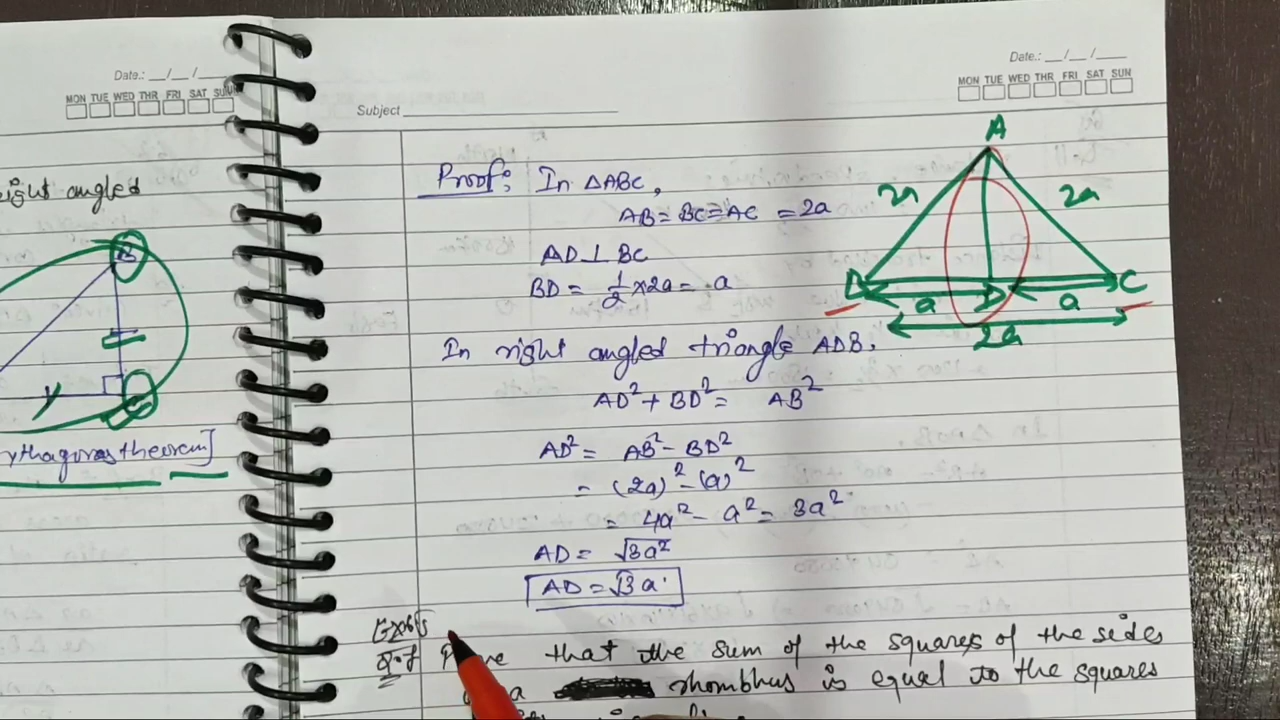 Date.: __/__/__
MON TUE WED THR FRI SAT SUN
right angled
B
y
ythagoras theorem]
Date.: __/__/__
MON TUE WED THR FRI SAT SUN
Subject
Proof: In △ABC,
AB = BC = AC = 2a
AD ⊥ BC
BD = 1/2 × 2a = a
A
2a 2a
B D C
a a
2a
In right angled triangle ADB,
AD² + BD² = AB²
AD² = AB² - BD²
= (2a)² - (a)²
= 4a² - a² = 3a²
AD = √3a²
AD = √3 a
Ex 6.5
Q.7 that the sum of the squares of the sides
a rhombhus is equal to the squares